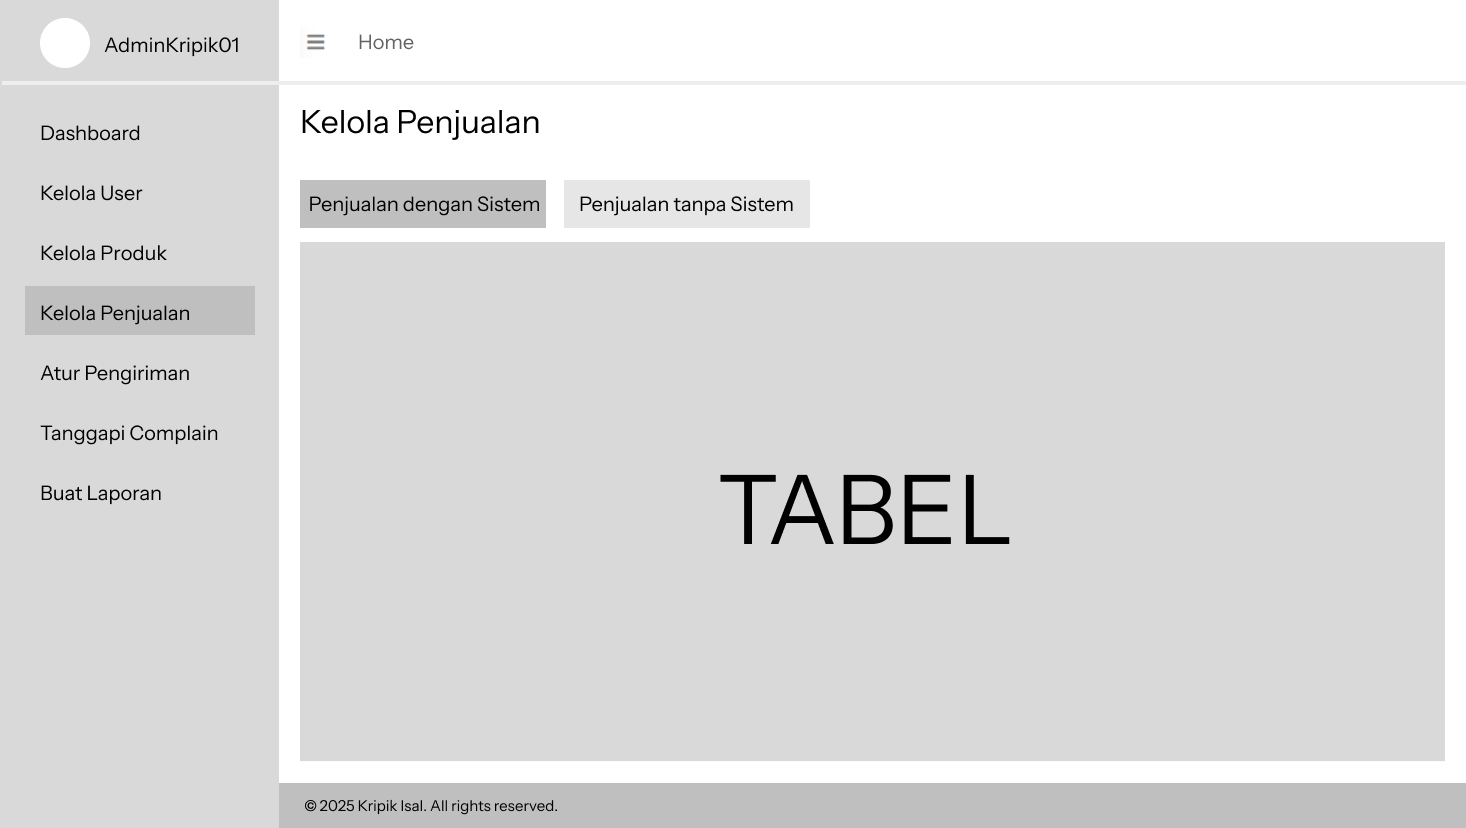 AdminKripik01
Home
Dashboard
Kelola User
Kelola Produk
Kelola Penjualan
Atur Pengiriman
Tanggapi Complain
Buat Laporan
Kelola Penjualan
Penjualan dengan Sistem
Penjualan tanpa Sistem
TABEL
© 2025 Kripik Isal. All rights reserved.